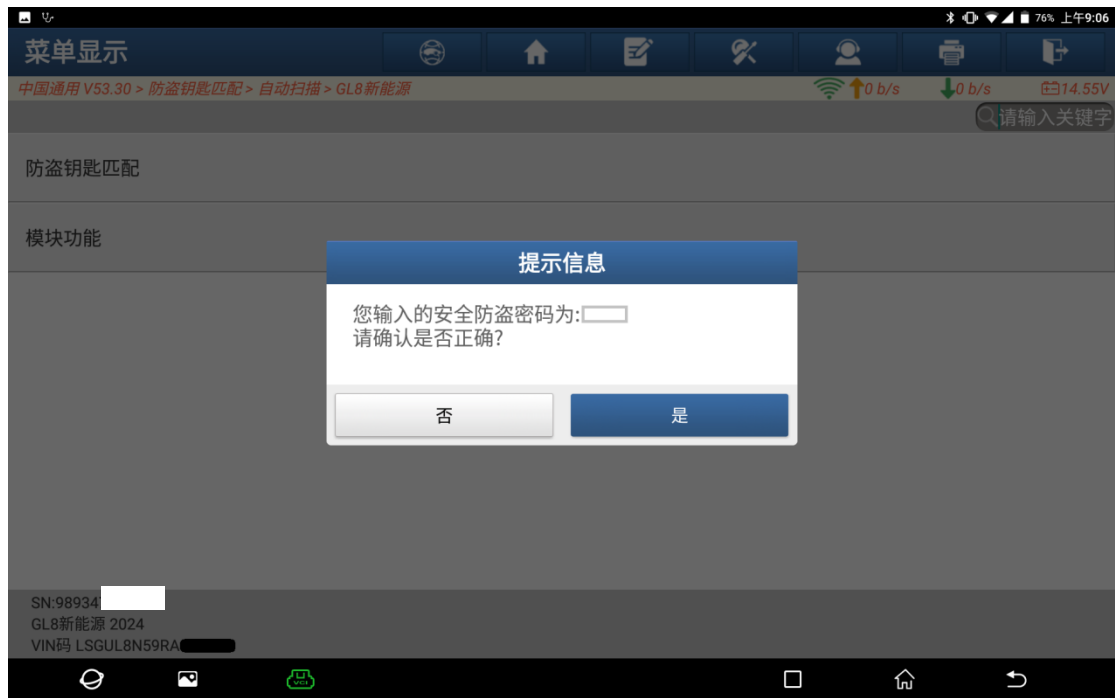 76% 上午9:06
菜单显示
中国通用 V53.30 > 防盗钥匙匹配 > 自动扫描 > GL8新能源
0 b/s
0 b/s
14.55V
请输入关键字
防盗钥匙匹配
模块功能
提示信息
您输入的安全防盗密码为:
请确认是否正确?
否
是
SN:98934
GL8新能源 2024
VIN码 LSGUL8N59RA
VCI